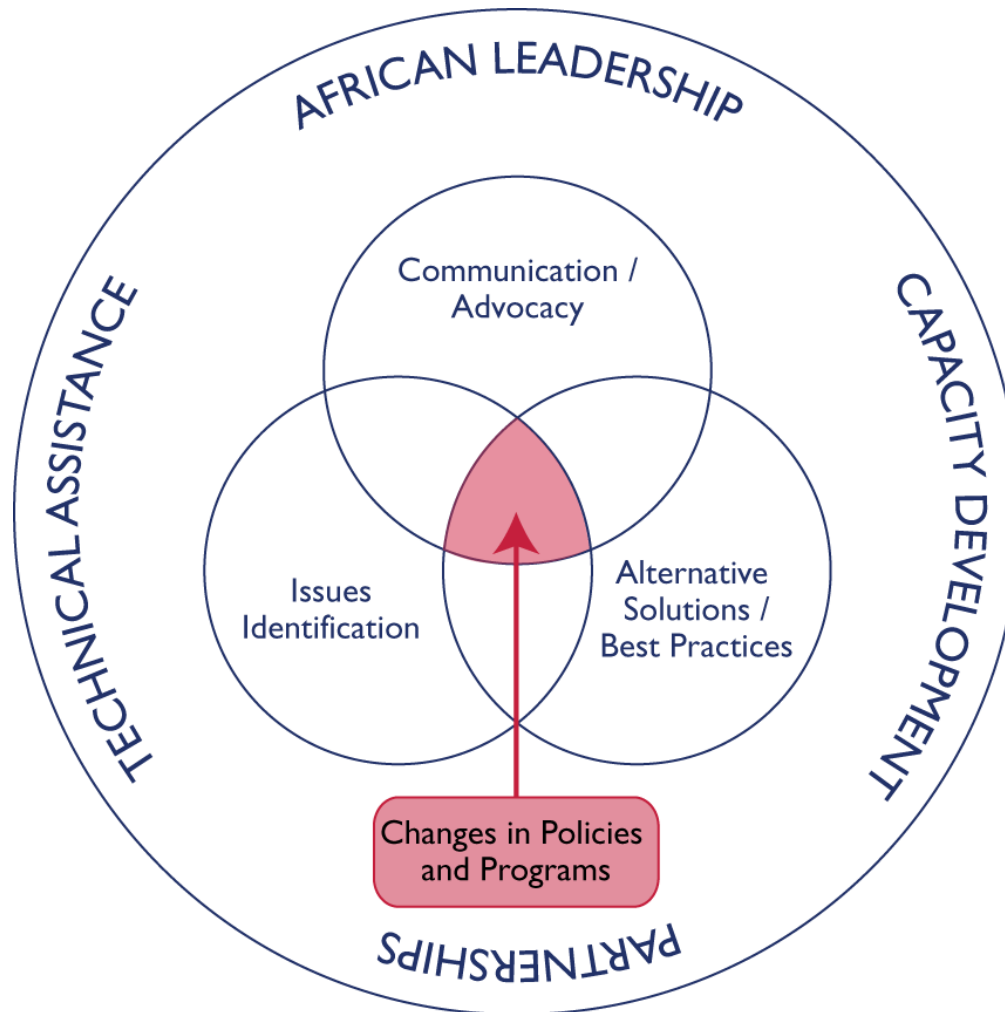 AFRICAN LEADERSHIP
Communication /
Advocacy
TECHNICAL ASSISTANCE
CAPACITY DEVELOPMENT
Issues
Identification
Alternative
Solutions /
Best Practices
Changes in Policies
and Programs
PARTNERSHIPS